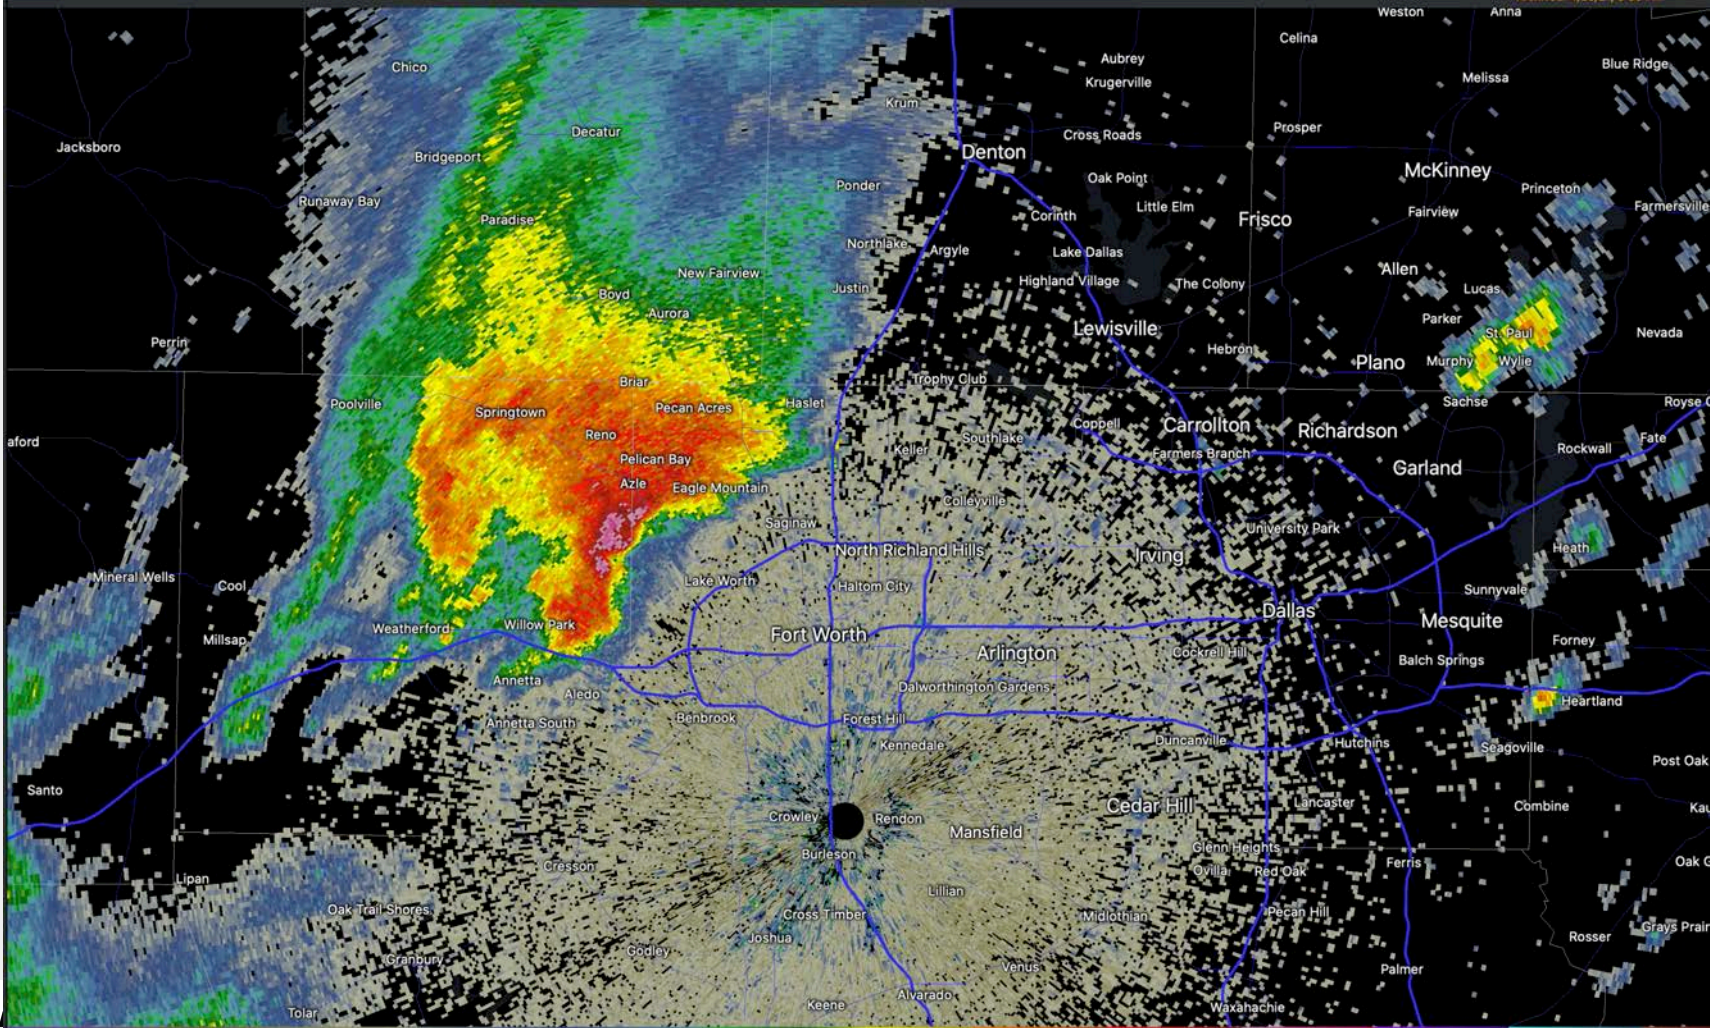 Weston
Anna
Celina
Aubrey
Blue Ridge
Chico
Krugerville
Melissa
Krum
Decatur
Cross Roads
Prosper
Jacksboro
Denton
Bridgeport
McKinney
Oak Point
Ponder
Princeton
Runaway Bay
Little Elm
Farmersville
Corinth
Frisco
Fairview
Paradise
Northlake
Argyle
Lake Dallas
New Fairview
Allen
Highland Village
The Colony
Justin
Lucas
Boyd
Aurora
Parker
Lewisville
St. Paul
Nevada
Perrin
Hebron
Plano
Murphy
Wylie
Trophy Club
Briar
Poolville
Haslet
Sachse
Royse C
Springtown
Pecan Acres
Coppell
Carrollton
Richardson
Reno
Southlake
Fate
aford
Keller
Farmers Branch
Rockwall
Pelican Bay
Garland
Azle
Eagle Mountain
Colleyville
Saginaw
University Park
North Richland Hills
Irving
Heath
Mineral Wells
Lake Worth
Cool
Haltom City
Sunnyvale
Dallas
Mesquite
Willow Park
Weatherford
Fort Worth
Millsap
Forney
Arlington
Cockrell Hill
Balch Springs
Annetta
Dalworthington Gardens
Aledo
Heartland
Benbrook
Forest Hill
Annetta South
Kennedale
Duncanville
Hutchins
Seagoville
Post Oak
Santo
Cedar Hill
Lancaster
Combine
Kau
Crowley
Rendon
Mansfield
Glenn Heights
Burleson
Ferris
Oak G
Cresson
Ovilla
Red Oak
Lipan
Lillian
Oak Trail Shores
Cross Timber
Midlothian
Pecan Hill
Grays Prair
Joshua
Rosser
Godley
Granbury
Venus
Palmer
Alvarado
Keene
Waxahachie
Tolar